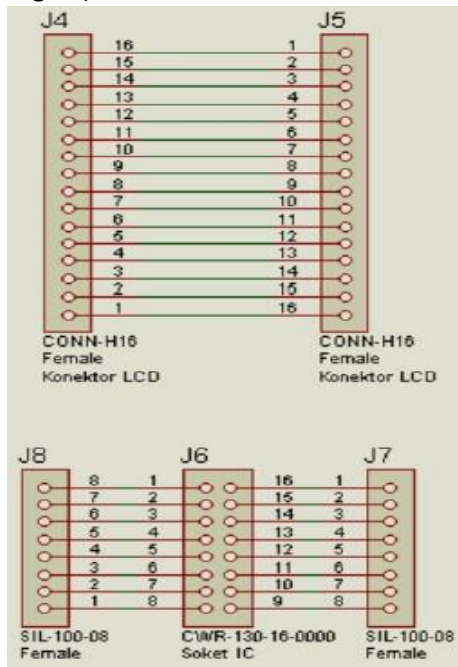 J4 J5
16 1
15 2
14 3
13 4
12 5
11 6
10 7
9 8
8 9
7 10
6 11
5 12
4 13
3 14
2 15
1 16
CONN-H16 CONN-H16
Female Female
Konektor LCD Konektor LCD
J8 J6 J7
8 1 16 1
7 2 15 2
6 3 14 3
5 4 13 4
4 5 12 5
3 6 11 6
2 7 10 7
1 8 9 8
SIL-100-08 CWR-130-16-0000 SIL-100-08
Female Soket IC Female